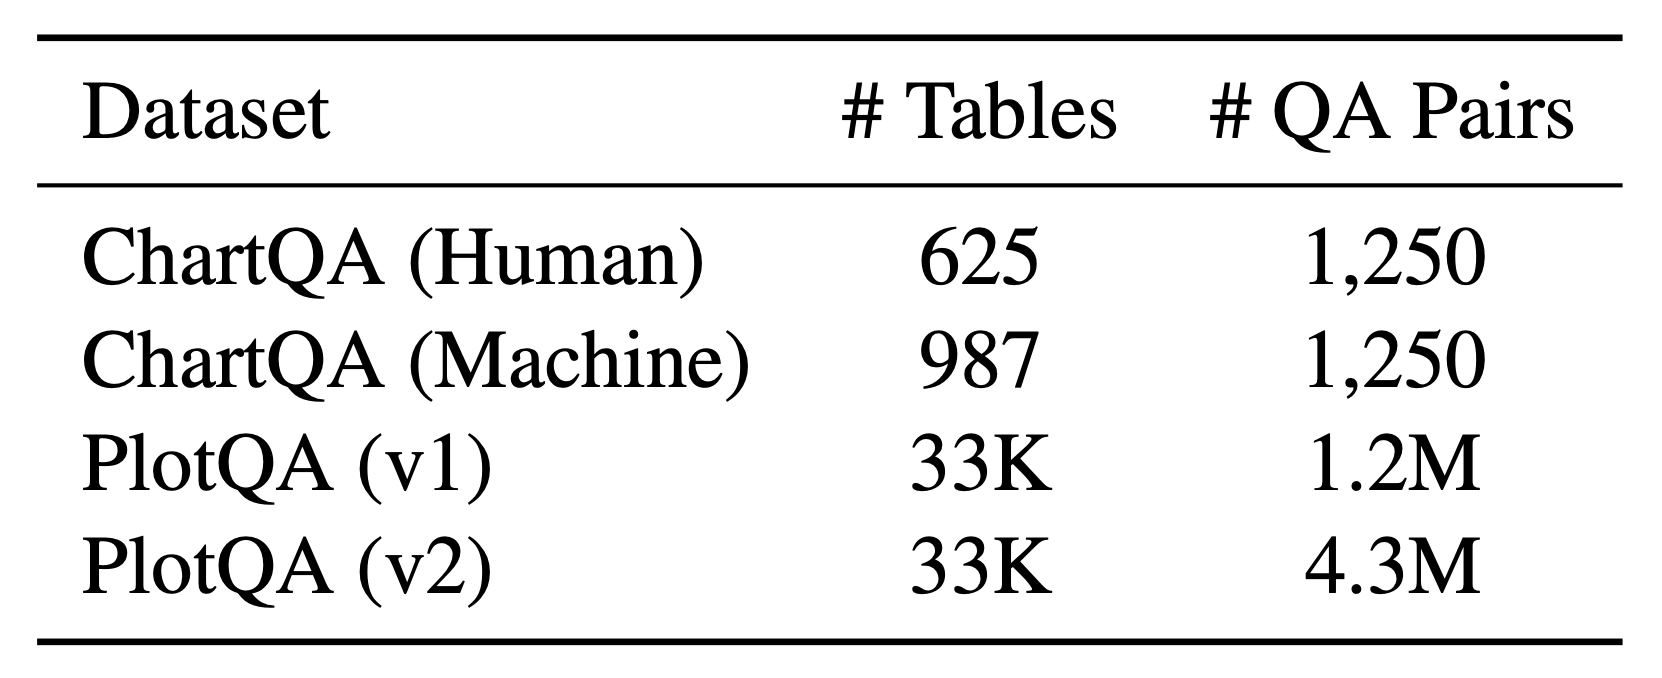 Dataset # Tables # QA Pairs
ChartQA (Human) 625 1,250
ChartQA (Machine) 987 1,250
PlotQA (v1) 33K 1.2M
PlotQA (v2) 33K 4.3M